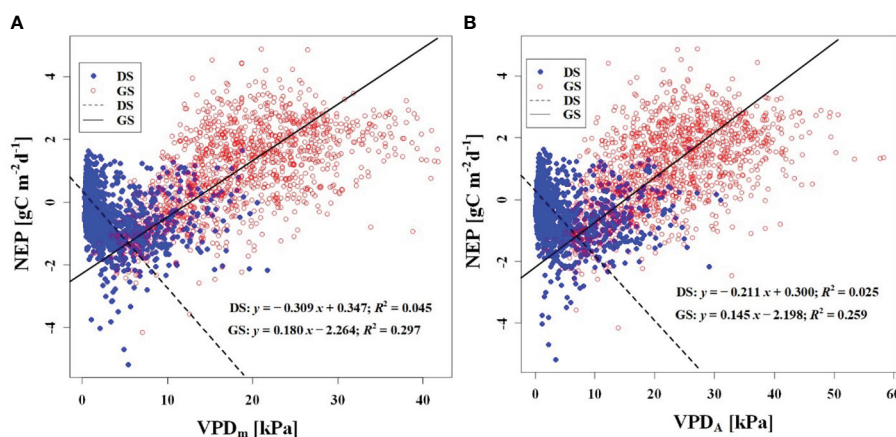 A
NEP [gC m⁻²d⁻¹]
4
2
0
-2
-4
DS
GS
DS
GS
DS: y = − 0.309 x + 0.347; R² = 0.045
GS: y = 0.180 x − 2.264; R² = 0.297
0 10 20 30 40
VPDₘ [kPa]
B
NEP [gC m⁻²d⁻¹]
4
2
0
-2
-4
DS
GS
DS
GS
DS: y = − 0.211 x + 0.300; R² = 0.025
GS: y = 0.145 x − 2.198; R² = 0.259
0 10 20 30 40 50 60
VPD_A [kPa]